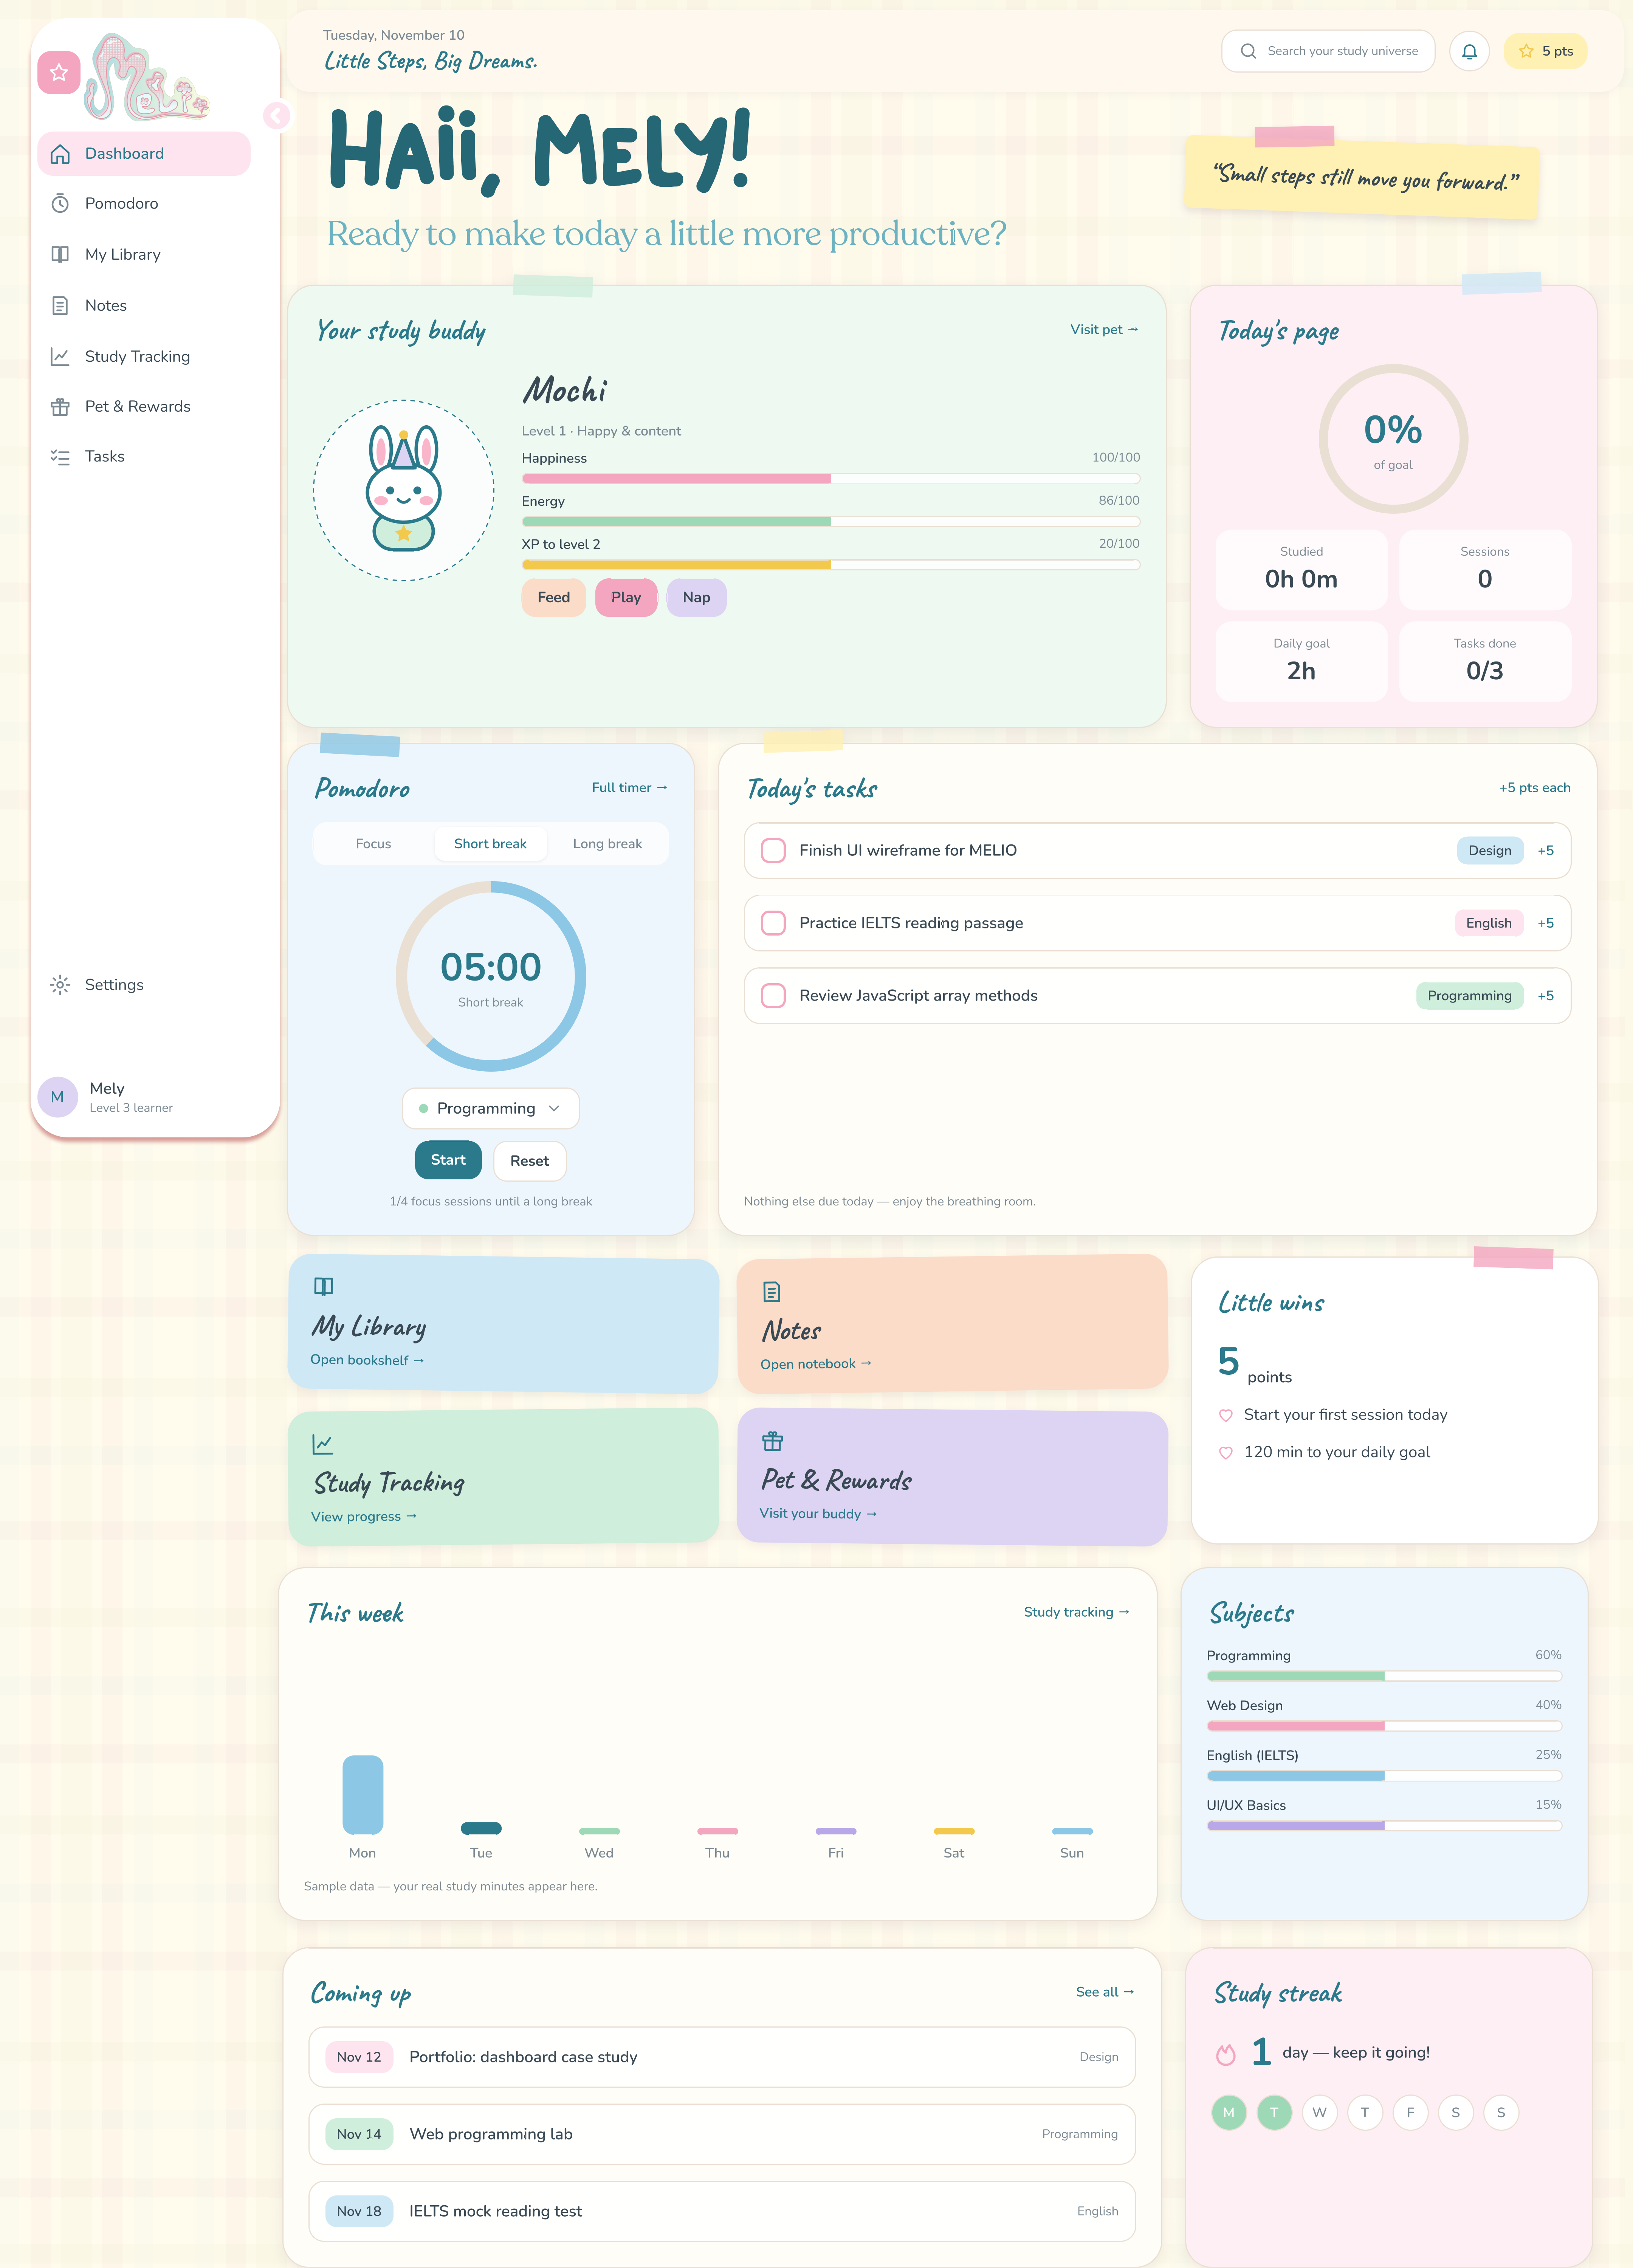 Meli
Dashboard
Pomodoro
My Library
Notes
Study Tracking
Pet & Rewards
Tasks
Settings
M
Mely
Level 3 learner
Tuesday, November 10
Little Steps, Big Dreams.
Search your study universe
5 pts
Haii, Mely!
Ready to make today a little more productive?
“Small steps still move you forward.”
Your study buddy
Visit pet →
Mochi
Level 1 · Happy & content
Happiness 100/100
Energy 86/100
XP to level 2 20/100
Feed Play Nap
Today's page
0%
of goal
Studied
0h 0m
Sessions
0
Daily goal
2h
Tasks done
0/3
Pomodoro
Full timer →
Focus Short break Long break
05:00
Short break
Programming
Start Reset
1/4 focus sessions until a long break
Today's tasks
+5 pts each
Finish UI wireframe for MELIO Design +5
Practice IELTS reading passage English +5
Review JavaScript array methods Programming +5
Nothing else due today — enjoy the breathing room.
My Library
Open bookshelf →
Notes
Open notebook →
Study Tracking
View progress →
Pet & Rewards
Visit your buddy →
Little wins
5 points
Start your first session today
120 min to your daily goal
This week
Study tracking →
Mon Tue Wed Thu Fri Sat Sun
Sample data — your real study minutes appear here.
Subjects
Programming 60%
Web Design 40%
English (IELTS) 25%
UI/UX Basics 15%
Coming up
See all →
Nov 12 Portfolio: dashboard case study Design
Nov 14 Web programming lab Programming
Nov 18 IELTS mock reading test English
Study streak
1 day — keep it going!
M T W T F S S